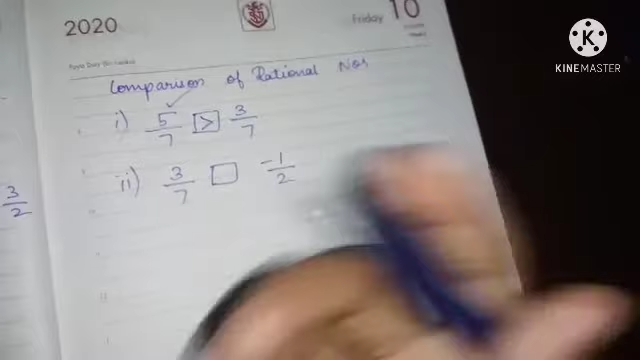 2020
Friday 10
KINEMASTER
Comparison of Rational Nos
i) 5/7 > 3/7
ii) 3/7 □ -1/2
3/2